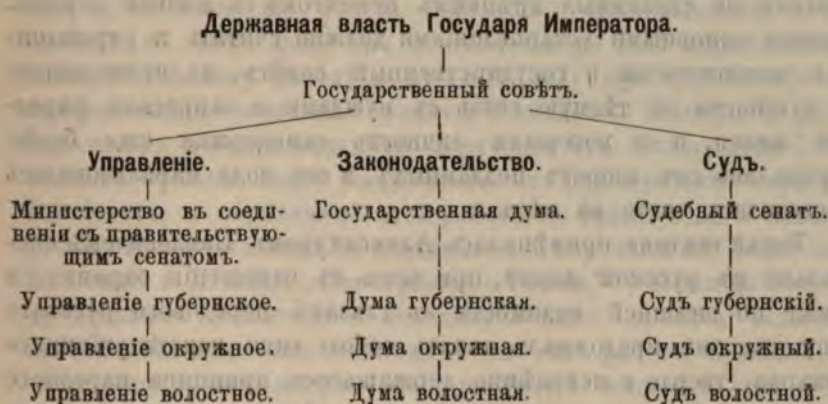 Державная власть Государя Императора.
Государственный совѣтъ.
Управленіе. Законодательство. Судъ.
Министерство въ соеди- Государственная дума. Судебный сенатъ.
неніи съ правительствую-
щимъ сенатомъ.
Управленіе губернское. Дума губернская. Судъ губернскій.
Управленіе окружное. Дума окружная. Судъ окружный.
Управленіе волостное. Дума волостная. Судъ волостной.